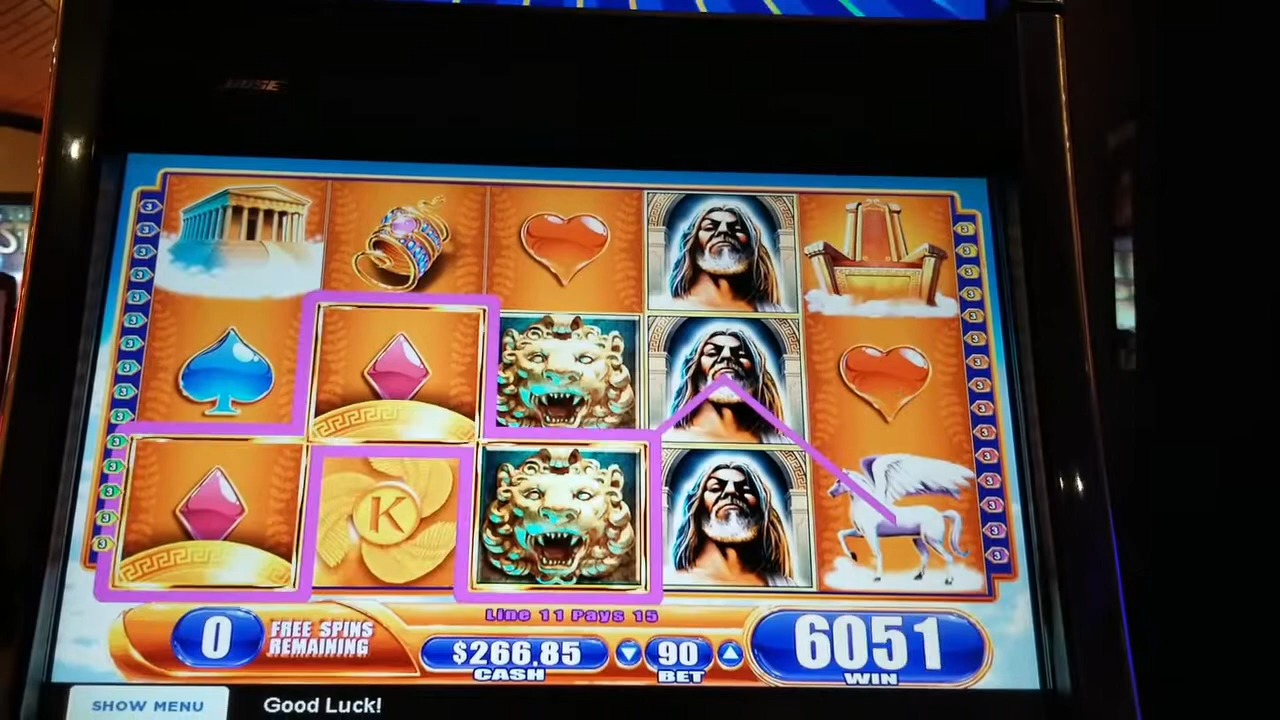 BOSE
K
Line 11 Pays 15
0
FREE SPINS
REMAINING
$266.85
CASH
90
BET
6051
WIN
SHOW MENU
Good Luck!